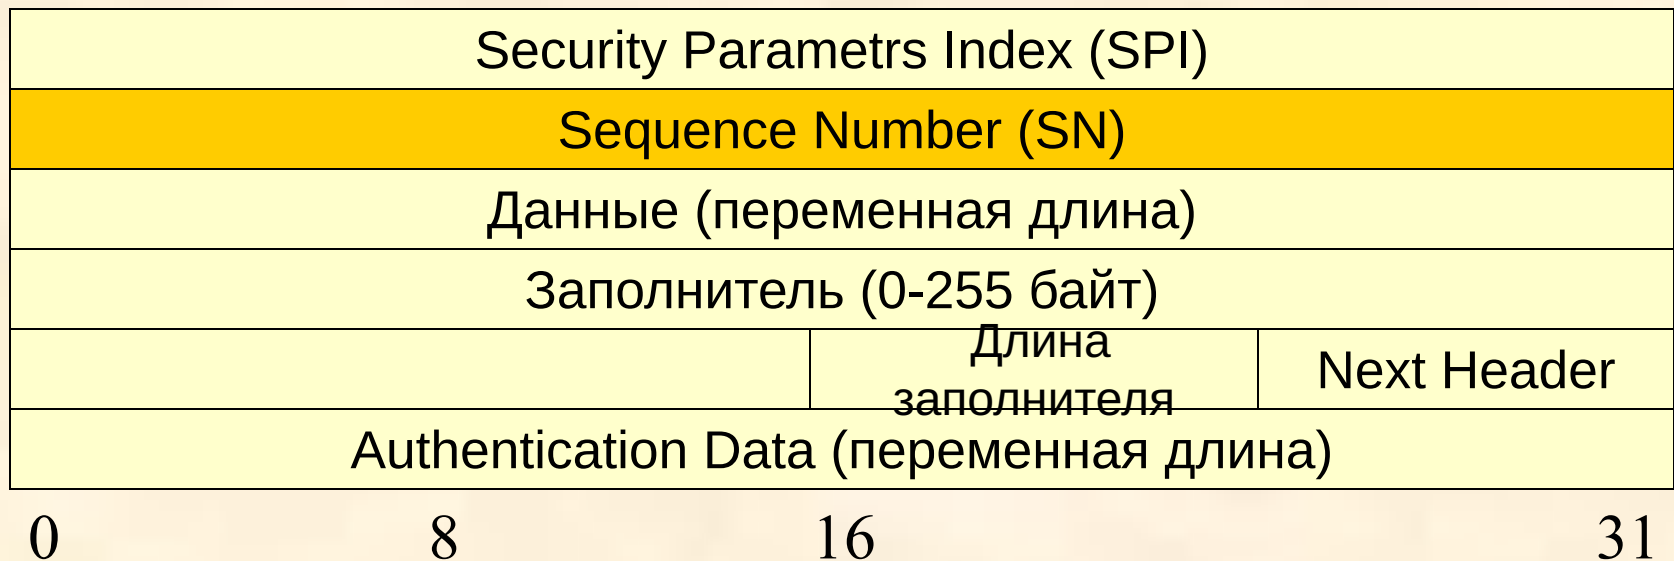 Security Parametrs Index (SPI)
Sequence Number (SN)
Данные (переменная длина)
Заполнитель (0-255 байт)
Длина
заполнителя
Next Header
Authentication Data (переменная длина)
0 8 16 31